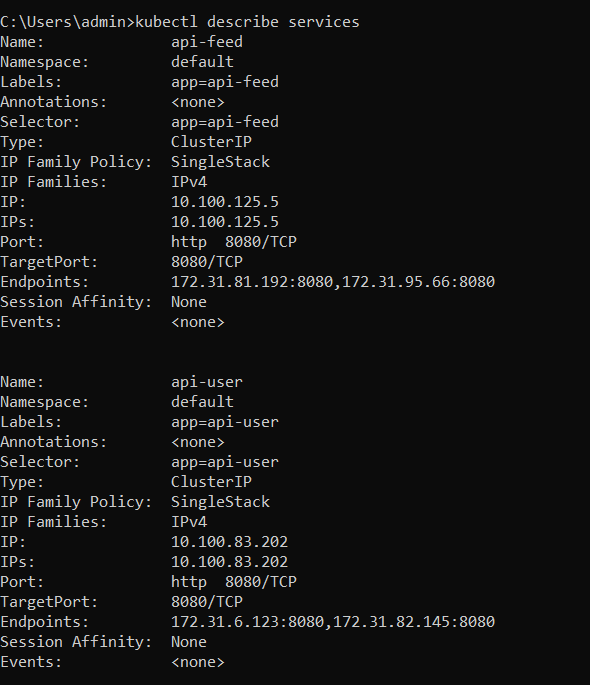 C:\Users\admin>kubectl describe services
Name:              api-feed
Namespace:         default
Labels:            app=api-feed
Annotations:       <none>
Selector:          app=api-feed
Type:              ClusterIP
IP Family Policy:  SingleStack
IP Families:       IPv4
IP:                10.100.125.5
IPs:               10.100.125.5
Port:              http  8080/TCP
TargetPort:        8080/TCP
Endpoints:         172.31.81.192:8080,172.31.95.66:8080
Session Affinity:  None
Events:            <none>
Name:              api-user
Namespace:         default
Labels:            app=api-user
Annotations:       <none>
Selector:          app=api-user
Type:              ClusterIP
IP Family Policy:  SingleStack
IP Families:       IPv4
IP:                10.100.83.202
IPs:               10.100.83.202
Port:              http  8080/TCP
TargetPort:        8080/TCP
Endpoints:         172.31.6.123:8080,172.31.82.145:8080
Session Affinity:  None
Events:            <none>